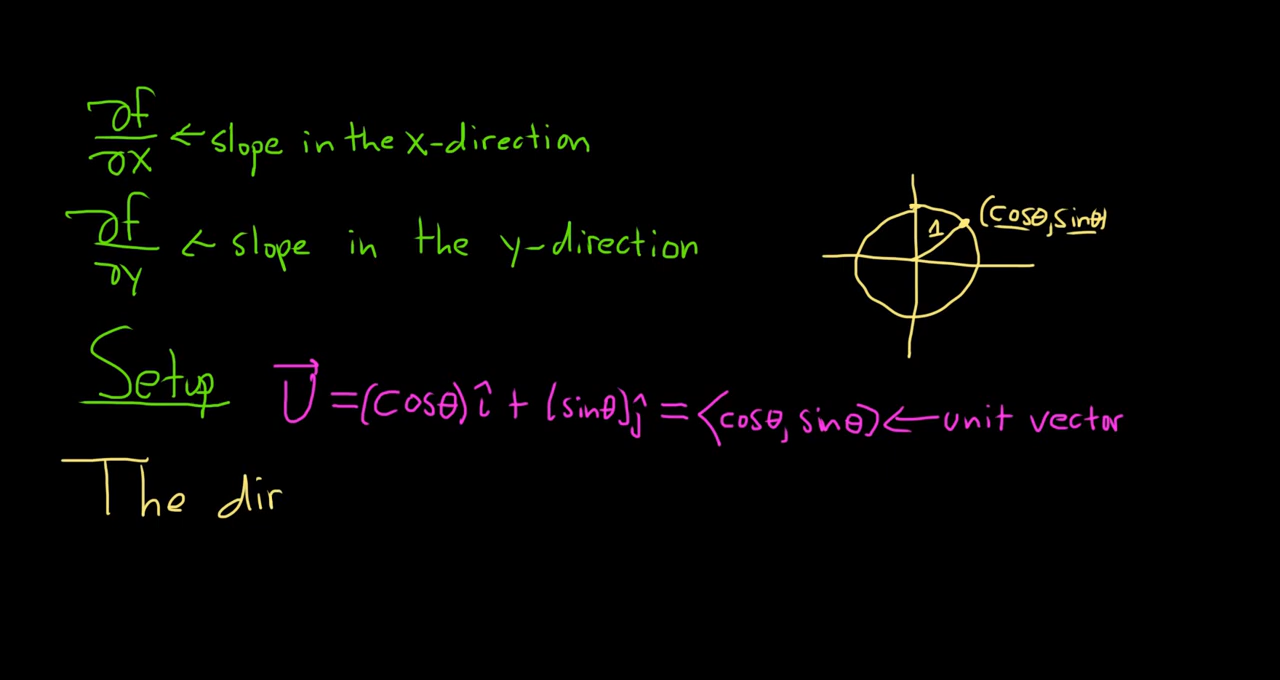 ∂f/∂x ← slope in the x-direction
∂f/∂y ← slope in the y-direction
(cosθ, sinθ)
1
Setup U⃗ = (cosθ) î + (sinθ) ĵ = ⟨cosθ, sinθ⟩ ← unit vector
The dir